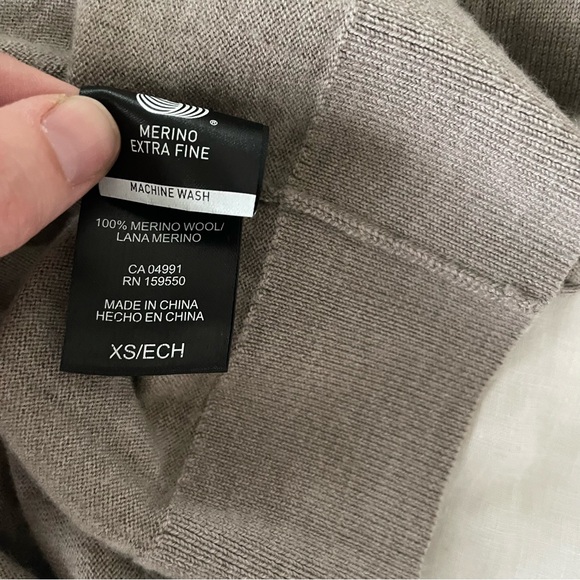 MERINO
EXTRA FINE
®
MACHINE WASH
100% MERINO WOOL/
LANA MERINO
CA 04991
RN 159550
MADE IN CHINA
HECHO EN CHINA
XS/ECH